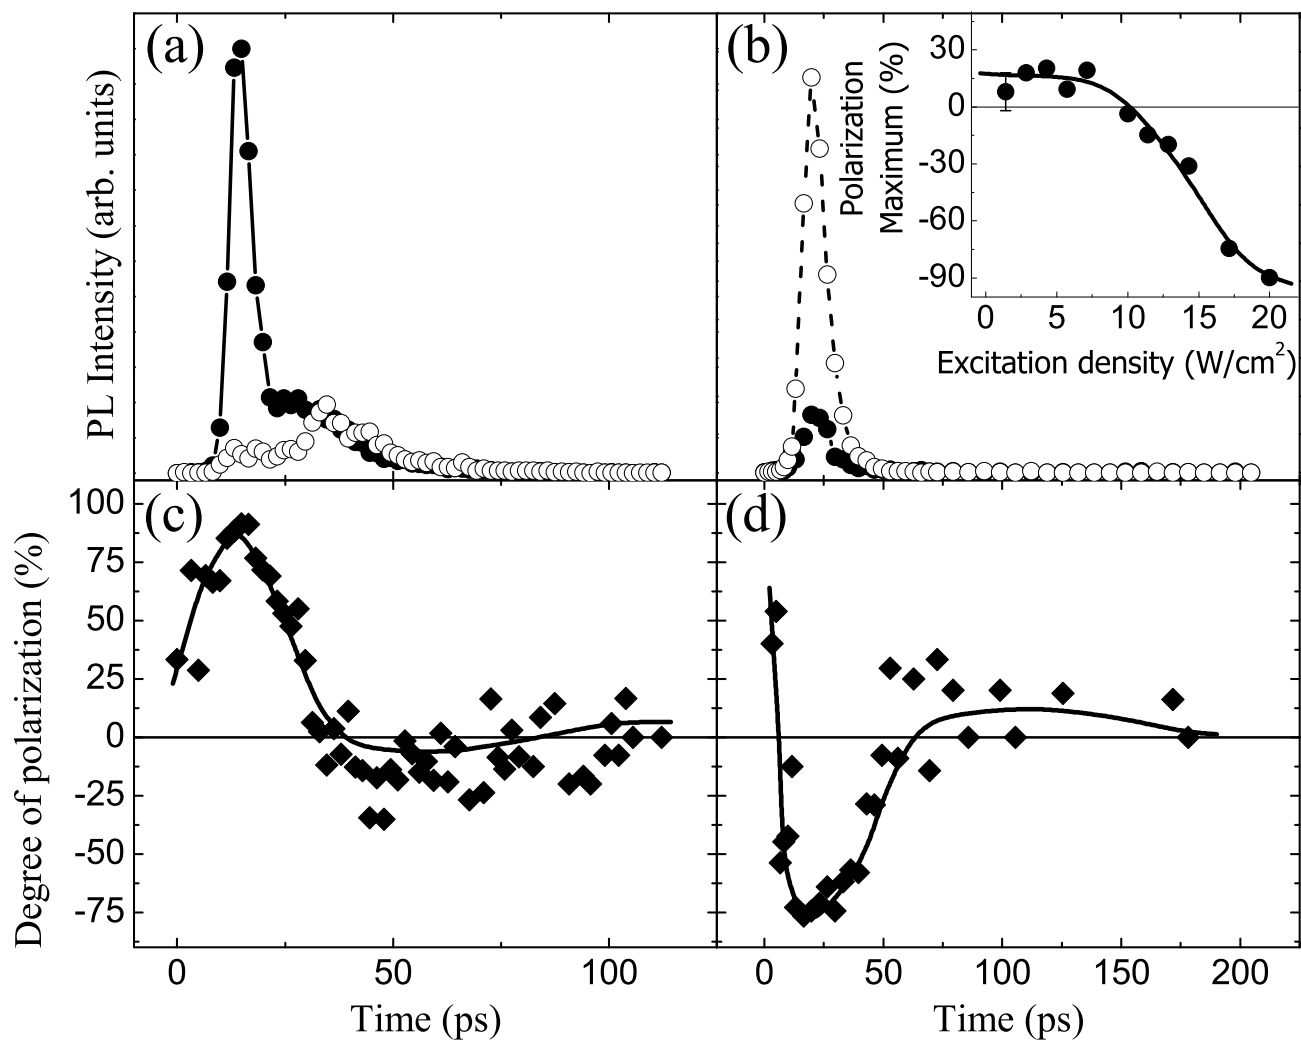 (a)
PL Intensity (arb. units)
(b)
Polarization
Maximum (%)
30
0
-30
-60
-90
0 5 10 15 20
Excitation density (W/cm²)
(c)
Degree of polarization (%)
100
75
50
25
0
-25
-50
-75
(d)
0 50 100
Time (ps)
0 50 100 150 200
Time (ps)